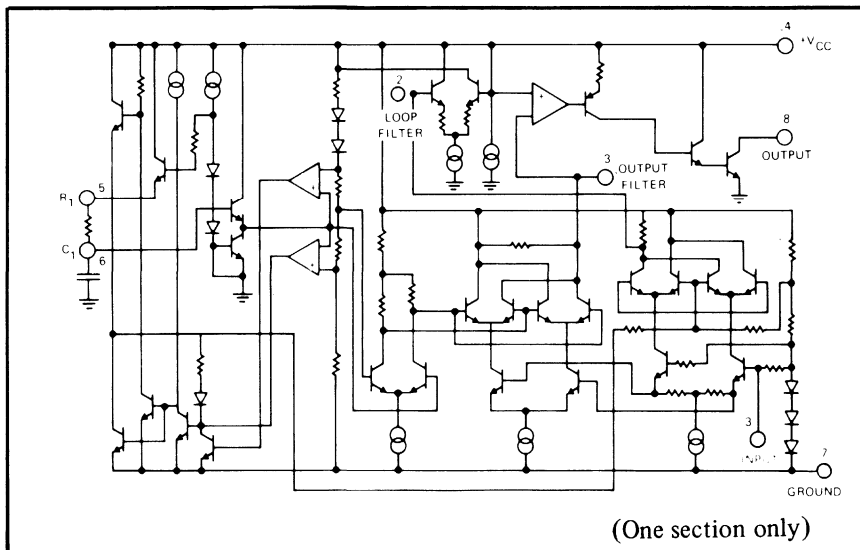 4
+VCC
2
LOOP
FILTER
8
OUTPUT
3
OUTPUT
FILTER
R1
5
C1
6
3
INPUT
7
GROUND
(One section only)